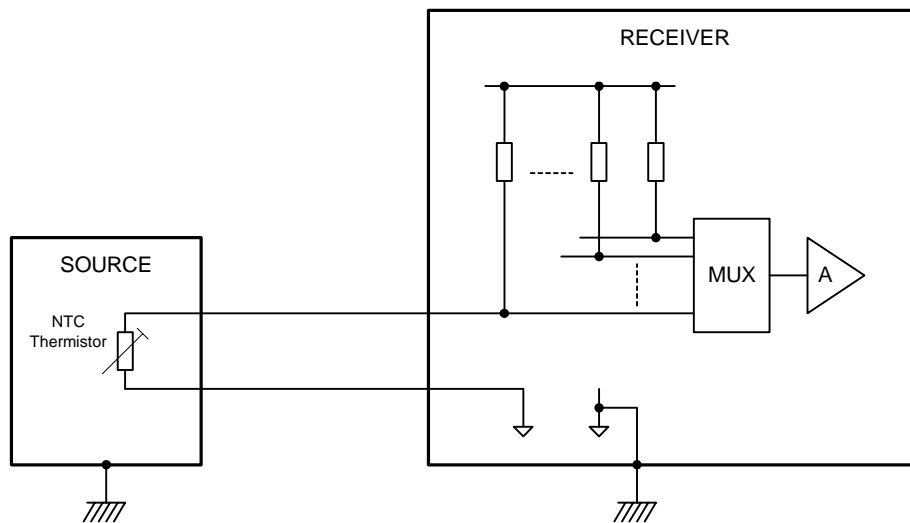 RECEIVER
SOURCE
NTC
Thermistor
MUX
A